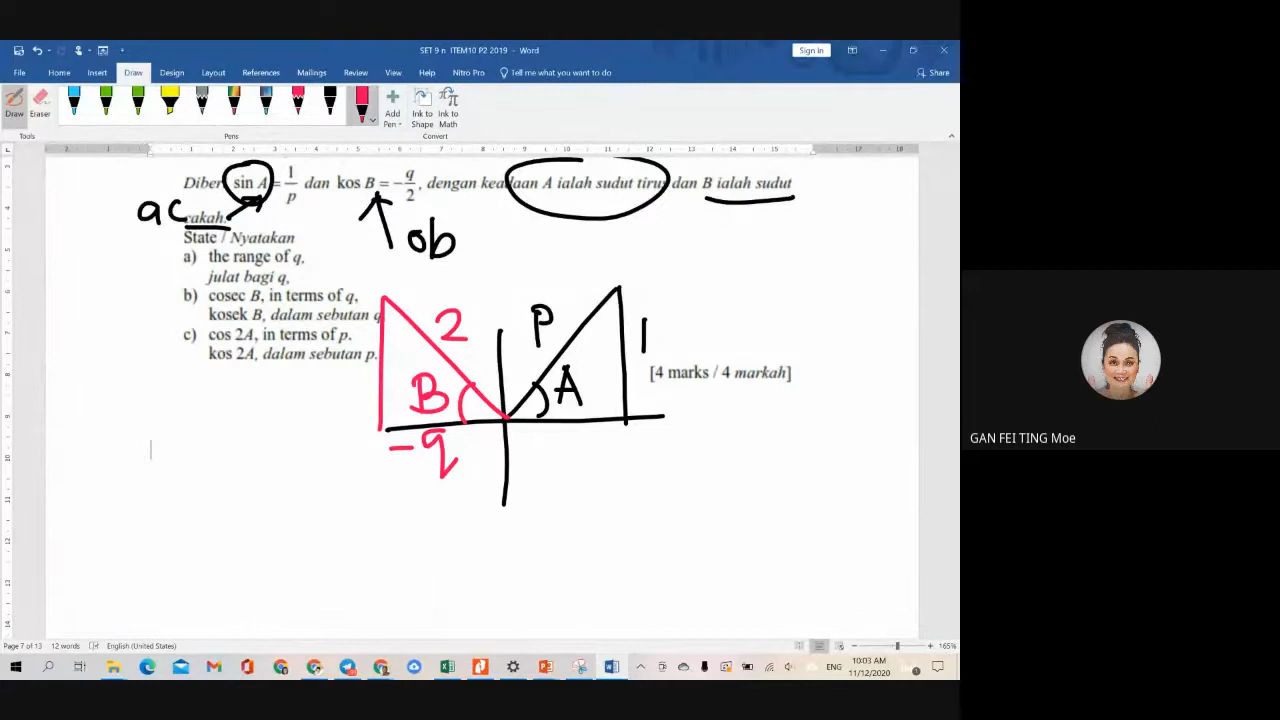 SET 9 n ITEM10 P2 2019 - Word
Sign in
File Home Insert Draw Design Layout References Mailings Review View Help Nitro Pro Tell me what you want to do Share
Draw Eraser Add Pen Ink to Shape Ink to Math
Tools Pens Convert
Diberi sin A = 1/p dan kos B = -q/2, dengan keadaan A ialah sudut tirus dan B ialah sudut
cakah.
ac
ob
State / Nyatakan
a) the range of q,
julat bagi q,
b) cosec B, in terms of q,
kosek B, dalam sebutan q
c) cos 2A, in terms of p.
kos 2A, dalam sebutan p.
[4 marks / 4 markah]
2 P 1
B A
-q
GAN FEI TING Moe
Page 7 of 13 12 words English (United States) 165%
ENG 10:03 AM
11/12/2020